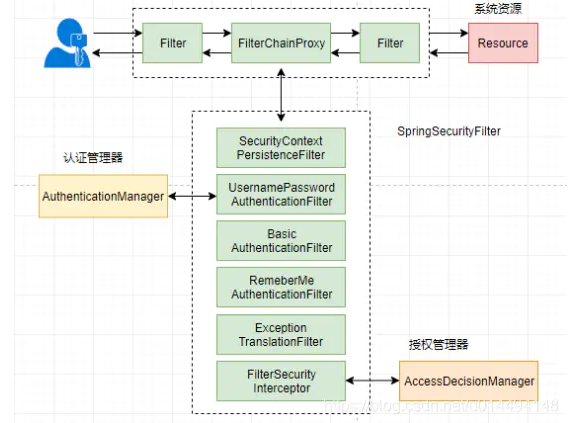 系统资源
Filter
FilterChainProxy
Filter
Resource
SecurityContext
PersistenceFilter
SpringSecurityFilter
认证管理器
AuthenticationManager
UsernamePassword
AuthenticationFilter
Basic
AuthenticationFilter
RemeberMe
AuthenticationFilter
Exception
TranslationFilter
授权管理器
FilterSecurity
Interceptor
AccessDecisionManager
https://blog.csdn.net/u014494148